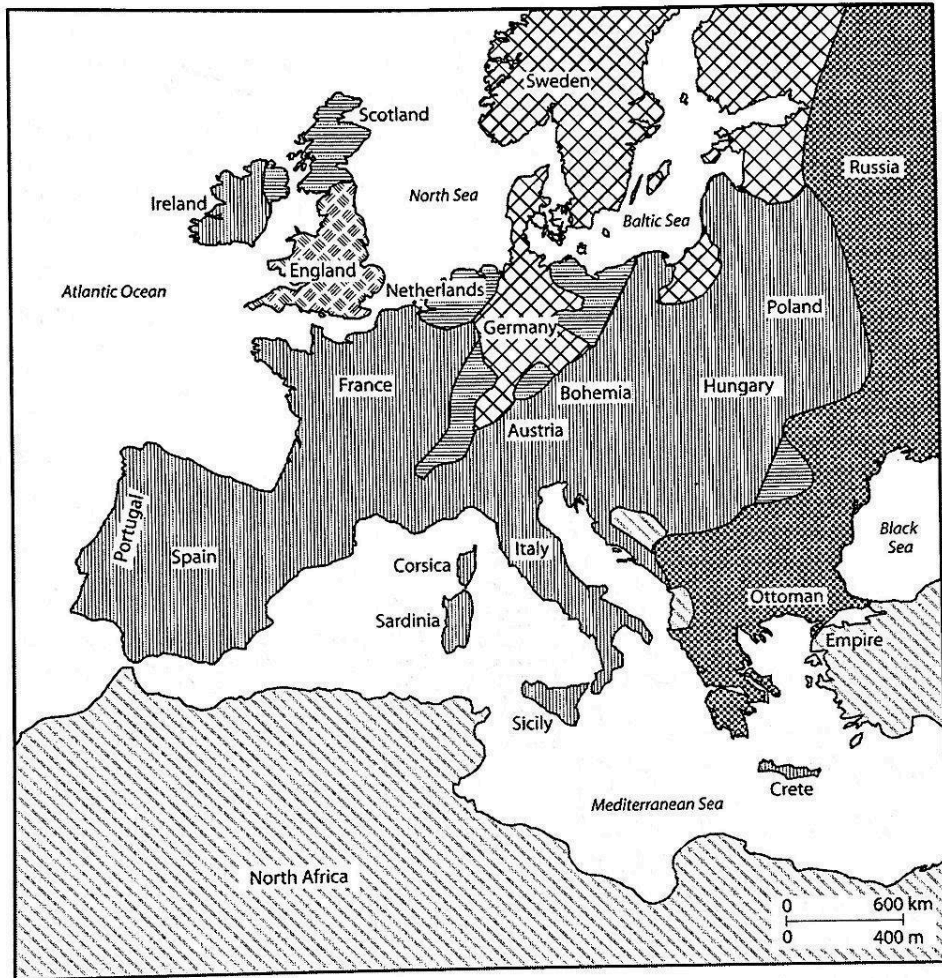 Sweden
Scotland
Russia
Ireland
North Sea
Baltic Sea
England
Atlantic Ocean
Netherlands
Germany
Poland
France
Hungary
Bohemia
Austria
Portugal
Spain
Italy
Black
Sea
Corsica
Sardinia
Ottoman
Empire
Sicily
Crete
Mediterranean Sea
North Africa
0 600 km
0 400 m